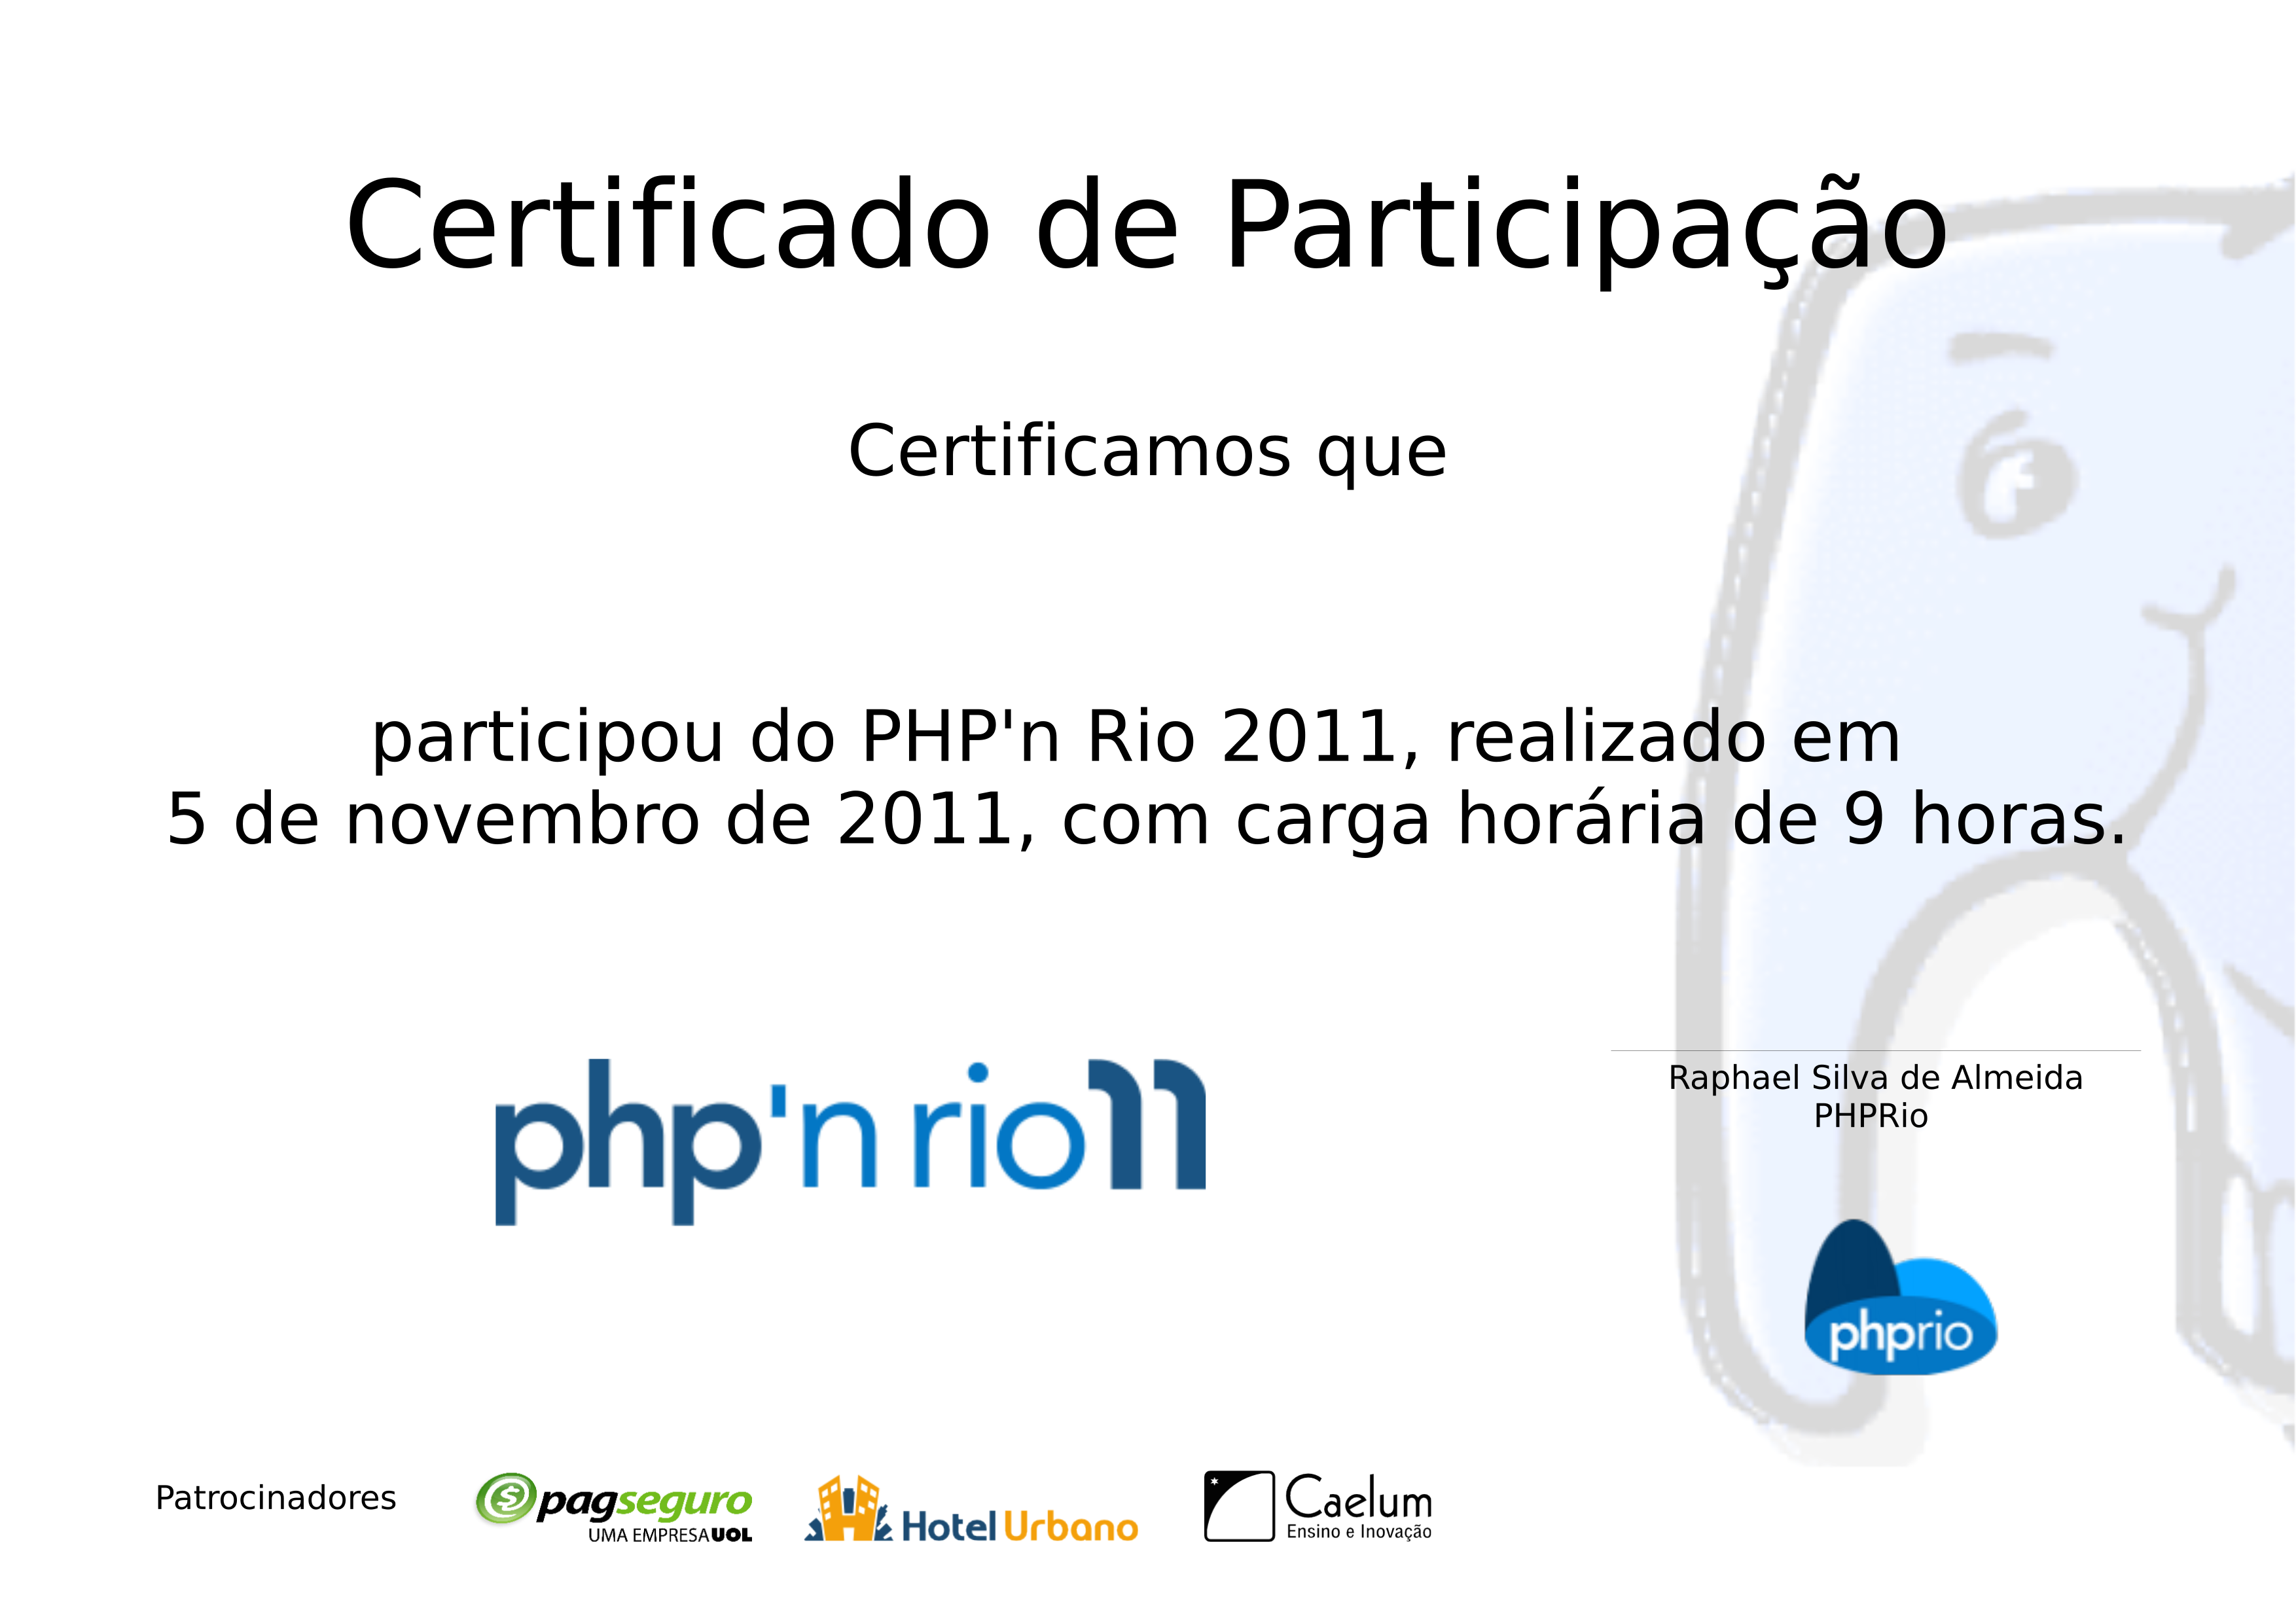 Certificado de Participação
Certificamos que
participou do PHP'n Rio 2011, realizado em
5 de novembro de 2011, com carga horária de 9 horas.
php'n rio11
Raphael Silva de Almeida
PHPRio
phprio
Patrocinadores
pagseguro
UMA EMPRESA UOL
Hotel Urbano
Caelum
Ensino e Inovação